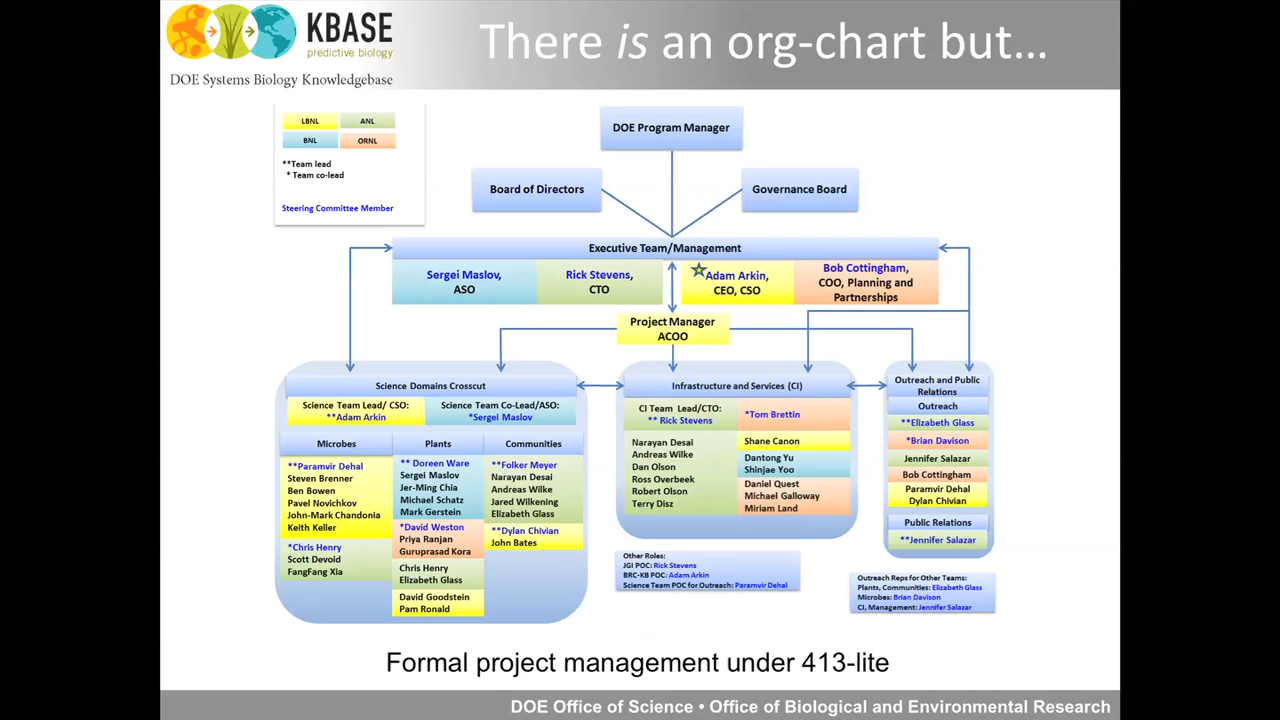 KBASE
predictive biology
DOE Systems Biology Knowledgebase
There is an org-chart but...
LBNL
ANL
BNL
ORNL
**Team lead
* Team co-lead
Steering Committee Member
DOE Program Manager
Board of Directors
Governance Board
Executive Team/Management
Sergei Maslov,
ASO
Rick Stevens,
CTO
Adam Arkin,
CEO, CSO
Bob Cottingham,
COO, Planning and
Partnerships
Project Manager
ACOO
Science Domains Crosscut
Science Team Lead/ CSO:
**Adam Arkin
Science Team Co-Lead/ASO:
*Sergei Maslov
Microbes
**Paramvir Dehal
Steven Brenner
Ben Bowen
Pavel Novichkov
John-Mark Chandonia
Keith Keller
*Chris Henry
Scott Devoid
FangFang Xia
Plants
** Doreen Ware
Sergei Maslov
Jer-Ming Chia
Michael Schatz
Mark Gerstein
*David Weston
Priya Ranjan
Guruprasad Kora
Chris Henry
Elizabeth Glass
David Goodstein
Pam Ronald
Communities
**Folker Meyer
Narayan Desai
Andreas Wilke
Jared Wilkening
Elizabeth Glass
**Dylan Chivian
John Bates
Infrastructure and Services (CI)
CI Team  Lead/CTO:
** Rick Stevens
*Tom Brettin
Narayan Desai
Andreas Wilke
Dan Olson
Ross Overbeek
Robert Olson
Terry Disz
Shane Canon
Dantong Yu
Shinjae Yoo
Daniel Quest
Michael Galloway
Miriam Land
Outreach and Public
Relations
Outreach
**Elizabeth Glass
*Brian Davison
Jennifer Salazar
Bob Cottingham
Paramvir Dehal
Dylan Chivian
Public Relations
**Jennifer Salazar
Other Roles:
JGI POC: Rick Stevens
BRC-KB POC: Adam Arkin
Science Team POC for Outreach: Paramvir Dehal
Outreach Reps for Other Teams:
Plants, Communities: Elizabeth Glass
Microbes: Brian Davison
CI, Management: Jennifer Salazar
Formal project management under 413-lite
DOE Office of Science • Office of Biological and Environmental Research